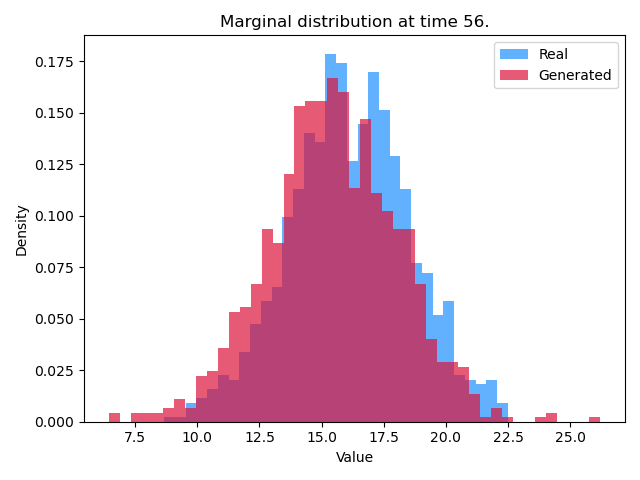 Marginal distribution at time 56.
Real
Generated
0.175
0.150
0.125
0.100
0.075
0.050
0.025
0.000
Density
7.5 10.0 12.5 15.0 17.5 20.0 22.5 25.0
Value